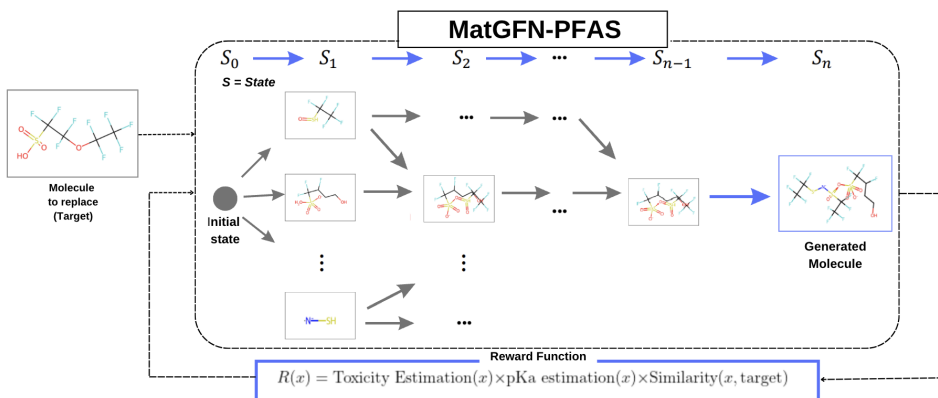 MatGFN-PFAS
S0 S1 S2 ... Sn−1 Sn
S = State
Molecule
to replace
(Target)
Initial
state
Generated
Molecule
Reward Function
R(x) = Toxicity Estimation(x)×pKa estimation(x)×Similarity(x, target)